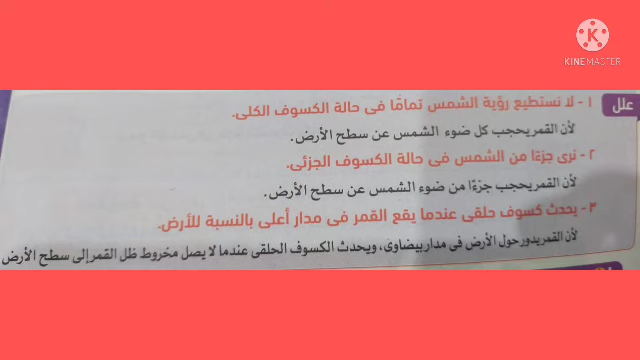 KINEMASTER
علل
١ - لا نستطيع رؤية الشمس تمامًا فى حالة الكسوف الكلى.
لأن القمر يحجب كل ضوء الشمس عن سطح الأرض.
٢ - نرى جزءًا من الشمس فى حالة الكسوف الجزئى.
لأن القمر يحجب جزءًا من ضوء الشمس عن سطح الأرض.
٣ - يحدث كسوف حلقى عندما يقع القمر فى مدار أعلى بالنسبة للأرض.
لأن القمر يدور حول الأرض فى مدار بيضاوى، ويحدث الكسوف الحلقى عندما لا يصل مخروط ظل القمر إلى سطح الأرض